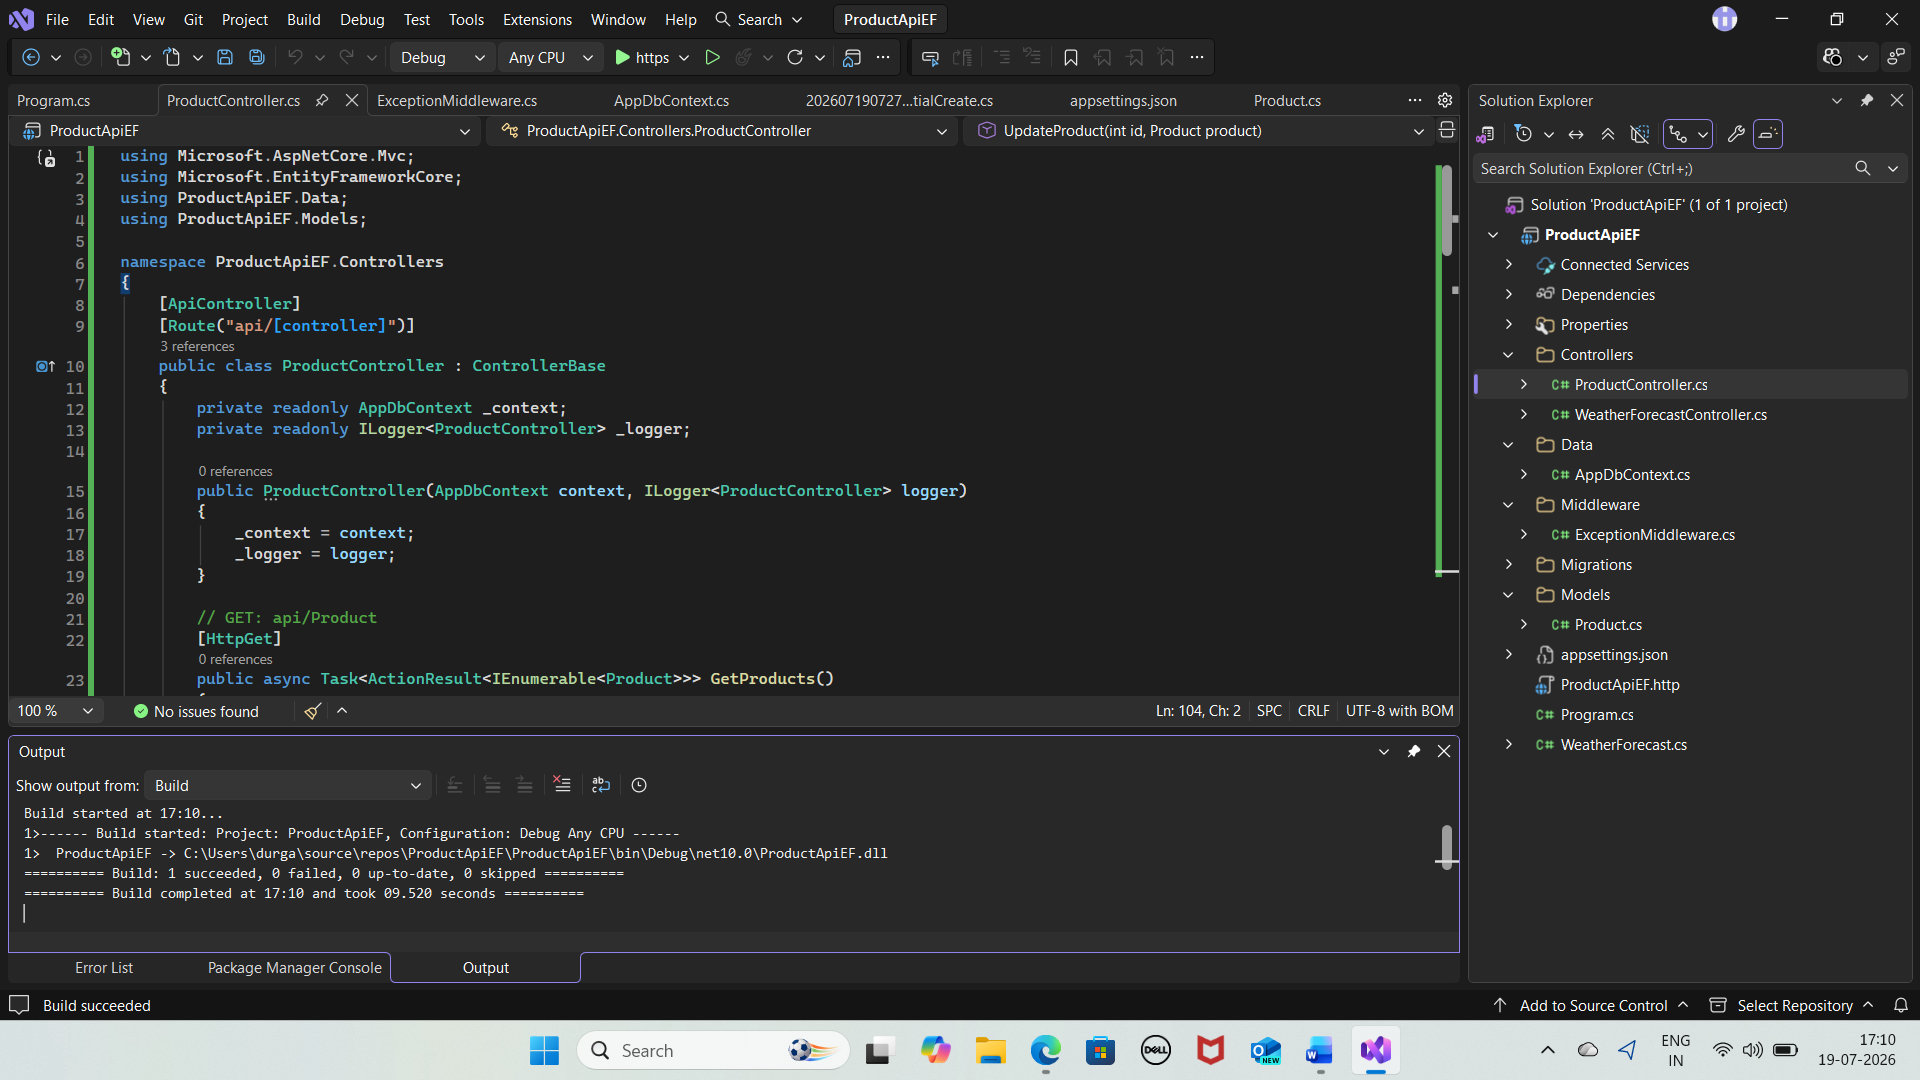 File Edit View Git Project Build Debug Test Tools Extensions Window Help Search ProductApiEF
Debug Any CPU https
Program.cs ProductController.cs ExceptionMiddleware.cs AppDbContext.cs 202607190727...tialCreate.cs appsettings.json Product.cs
ProductApiEF ProductApiEF.Controllers.ProductController UpdateProduct(int id, Product product)
1 using Microsoft.AspNetCore.Mvc;
2 using Microsoft.EntityFrameworkCore;
3 using ProductApiEF.Data;
4 using ProductApiEF.Models;
5
6 namespace ProductApiEF.Controllers
7 {
8 [ApiController]
9 [Route("api/[controller]")]
3 references
10 public class ProductController : ControllerBase
11 {
12 private readonly AppDbContext _context;
13 private readonly ILogger<ProductController> _logger;
14
0 references
15 public ProductController(AppDbContext context, ILogger<ProductController> logger)
16 {
17 _context = context;
18 _logger = logger;
19 }
20
21 // GET: api/Product
22 [HttpGet]
0 references
23 public async Task<ActionResult<IEnumerable<Product>>> GetProducts()
100 % No issues found Ln: 104, Ch: 2 SPC CRLF UTF-8 with BOM
Output
Show output from: Build
Build started at 17:10...
1>------ Build started: Project: ProductApiEF, Configuration: Debug Any CPU ------
1>  ProductApiEF -> C:\Users\durga\source\repos\ProductApiEF\ProductApiEF\bin\Debug\net10.0\ProductApiEF.dll
========== Build: 1 succeeded, 0 failed, 0 up-to-date, 0 skipped ==========
========== Build completed at 17:10 and took 09.520 seconds ==========
Error List Package Manager Console Output
Solution Explorer
Search Solution Explorer (Ctrl+;)
Solution 'ProductApiEF' (1 of 1 project)
ProductApiEF
Connected Services
Dependencies
Properties
Controllers
C# ProductController.cs
C# WeatherForecastController.cs
Data
C# AppDbContext.cs
Middleware
C# ExceptionMiddleware.cs
Migrations
Models
C# Product.cs
appsettings.json
ProductApiEF.http
C# Program.cs
C# WeatherForecast.cs
Build succeeded Add to Source Control Select Repository
Search DELL NEW W ENG 17:10
IN 19-07-2026